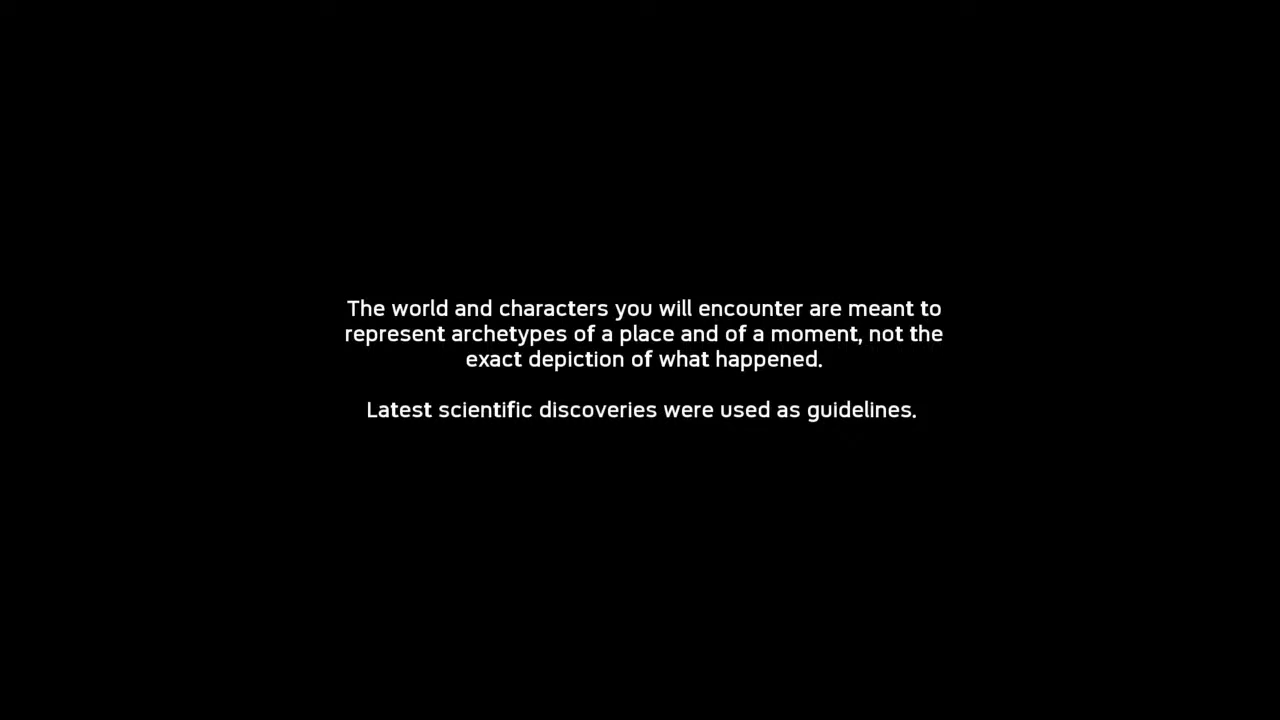 The world and characters you will encounter are meant to
represent archetypes of a place and of a moment, not the
exact depiction of what happened.
Latest scientific discoveries were used as guidelines.